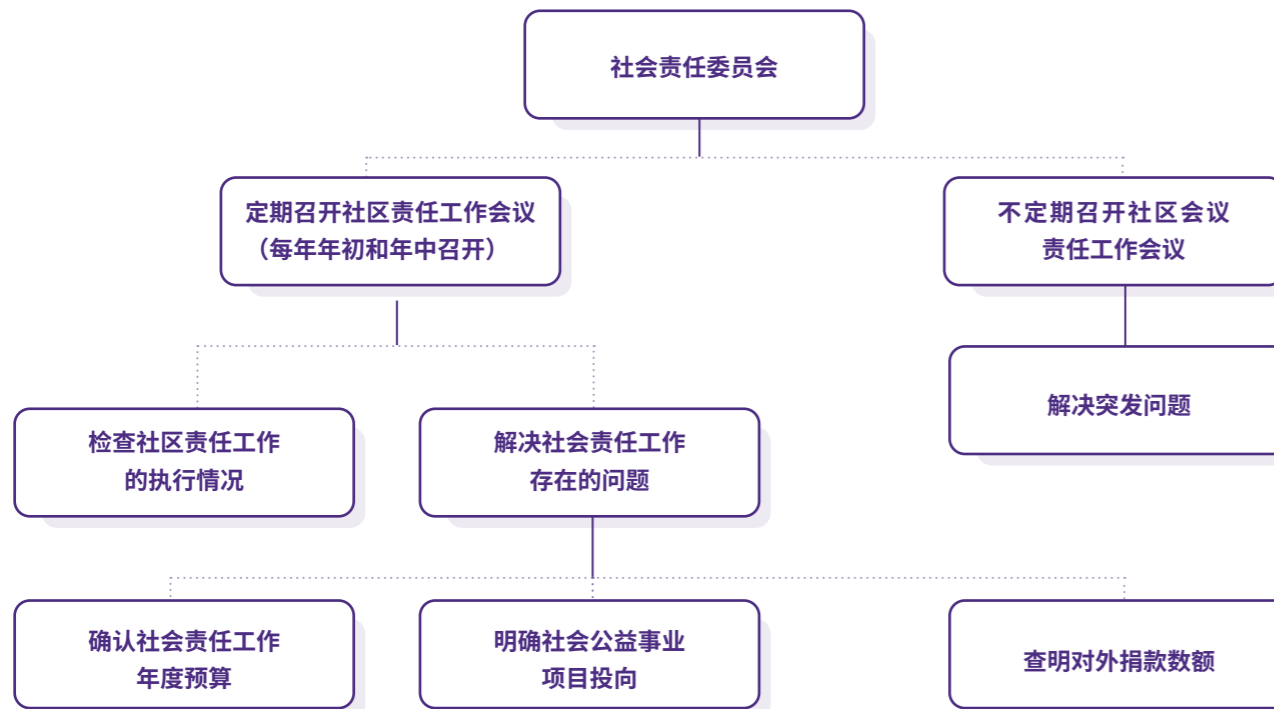 社会责任委员会
定期召开社区责任工作会议
（每年年初和年中召开）
不定期召开社区会议
责任工作会议
解决突发问题
检查社区责任工作
的执行情况
解决社会责任工作
存在的问题
确认社会责任工作
年度预算
明确社会公益事业
项目投向
查明对外捐款数额